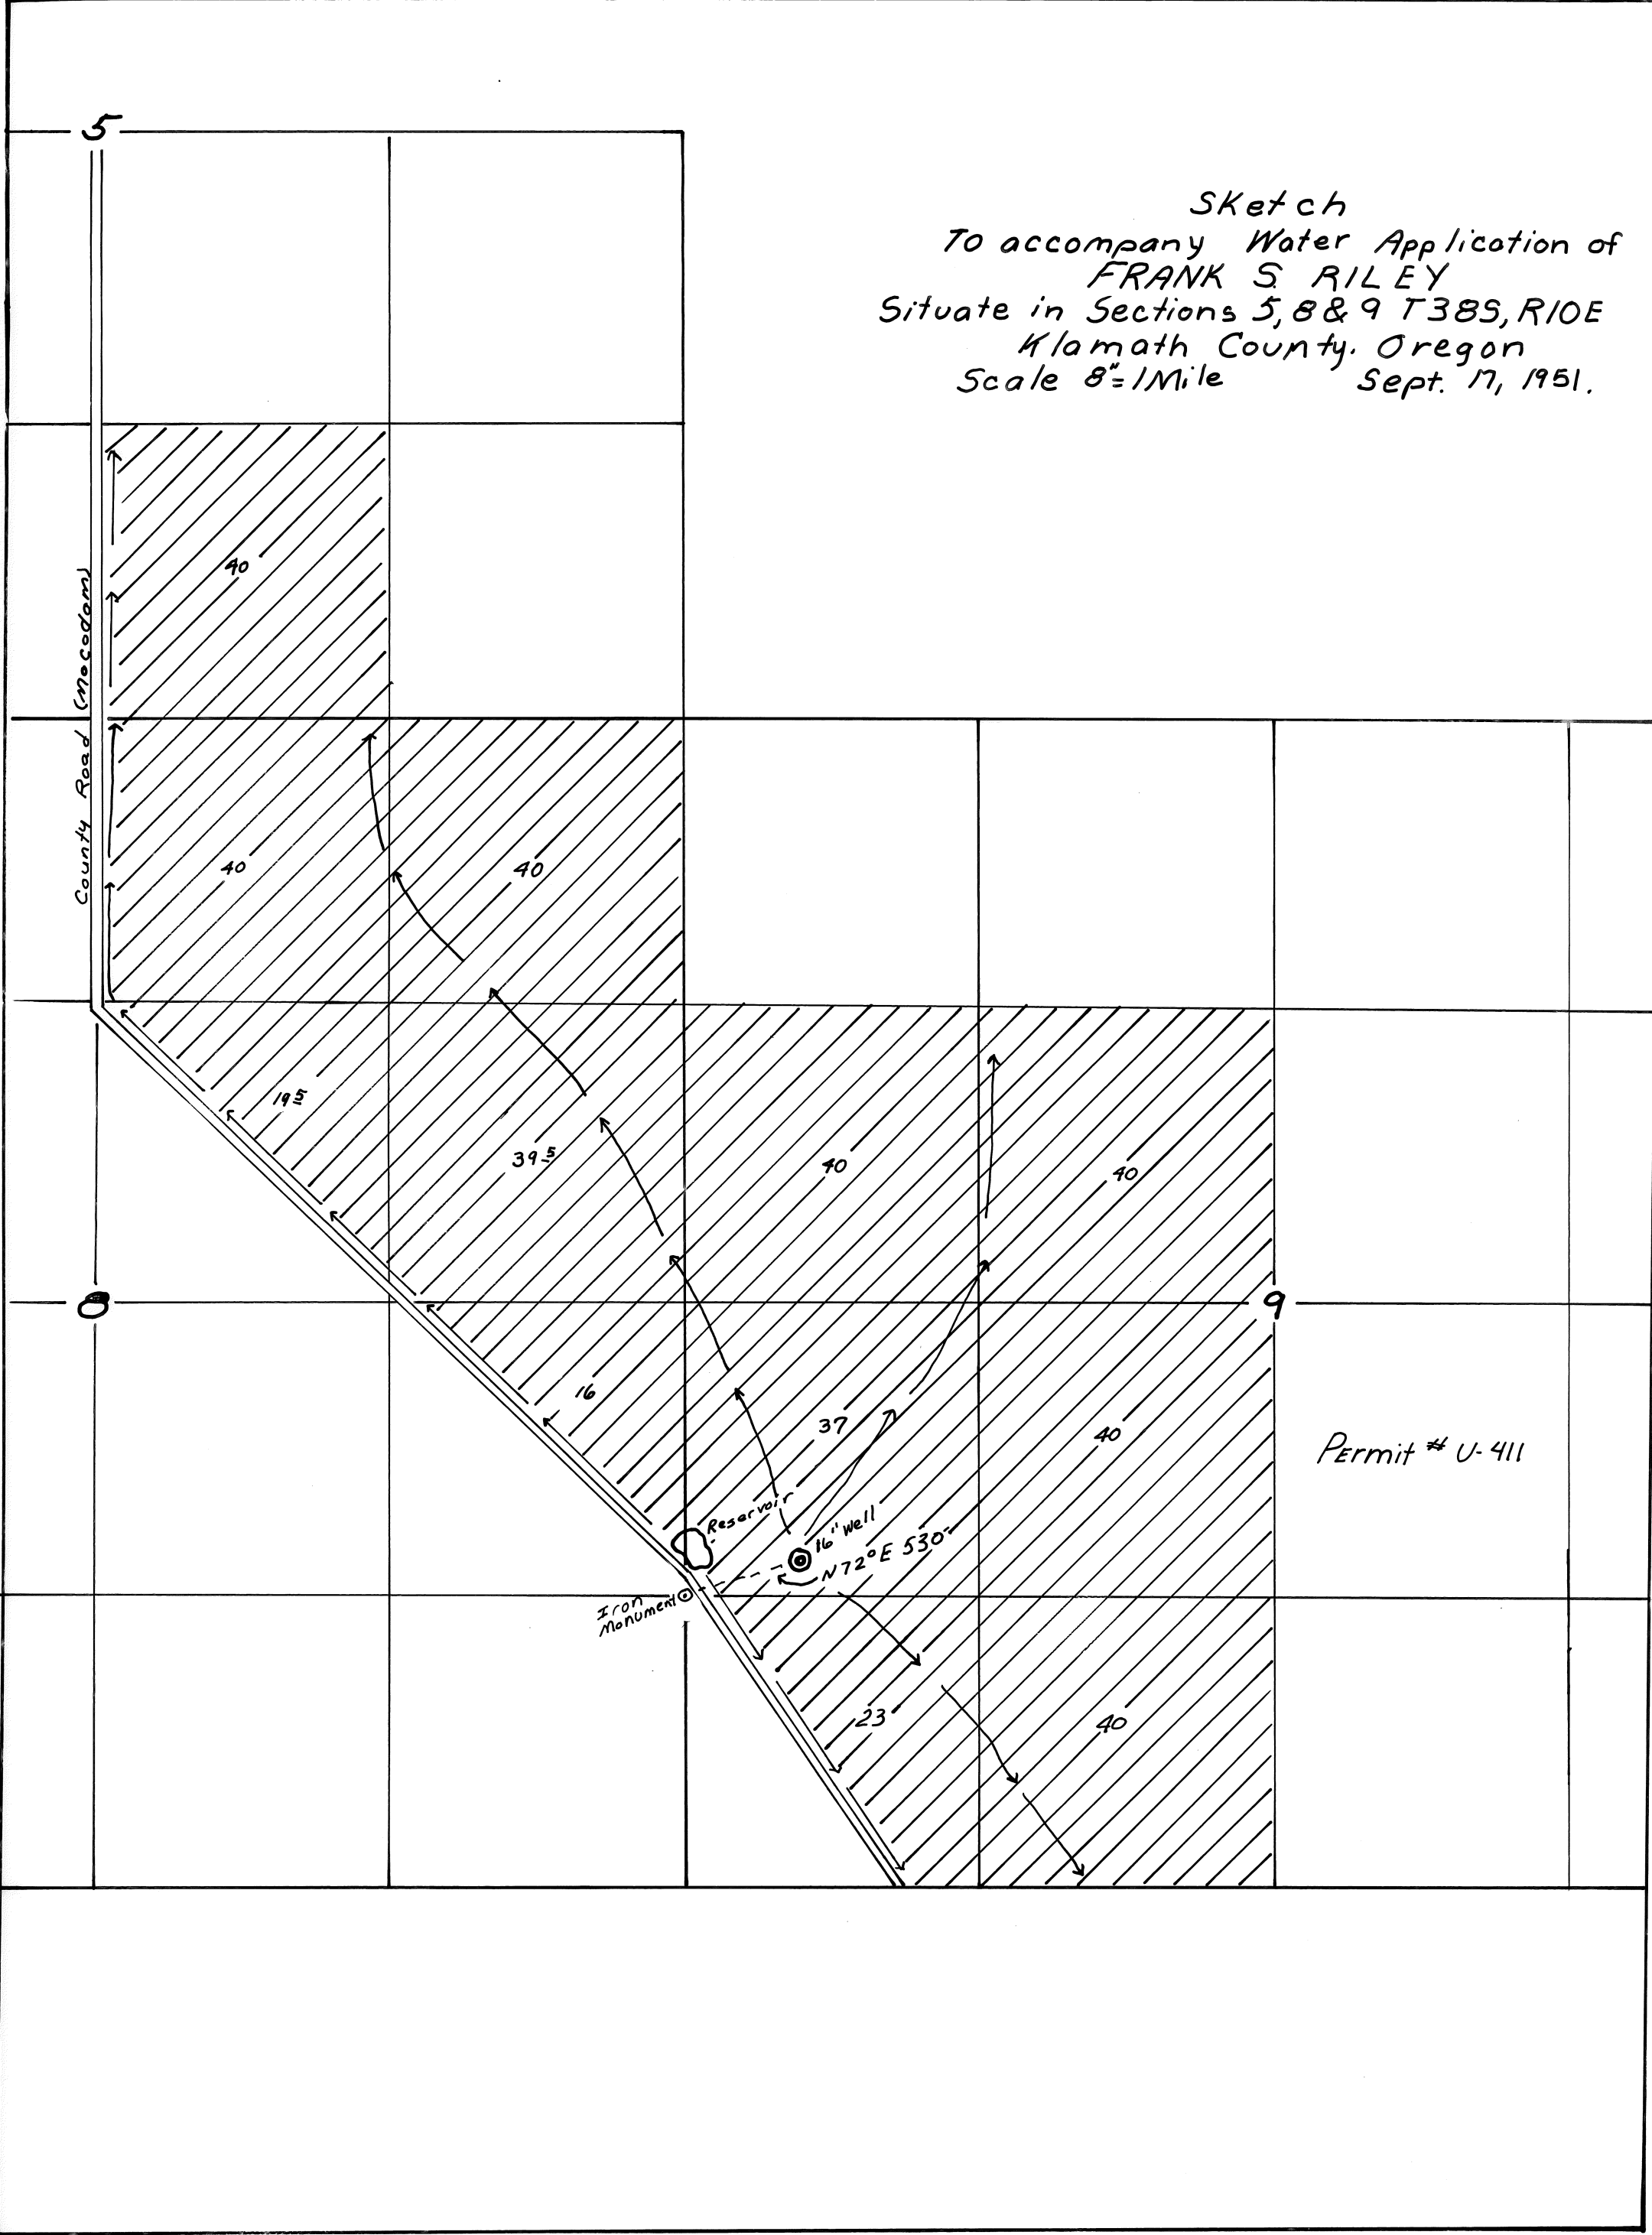 5
SKetch
To accompany Water Application of
FRANK S. RILEY
Situate in Sections 5, 8 & 9 T38S, R10E
Klamath County. Oregon
Scale 8"=1Mile Sept. 17, 1951.
40
County Road (Macadam)
40
40
19 5
39 5
40
40
8
9
16
37
40
Permit # U-411
Reservoir
16" Well
N72°E 530'
Iron
Monument
23
40